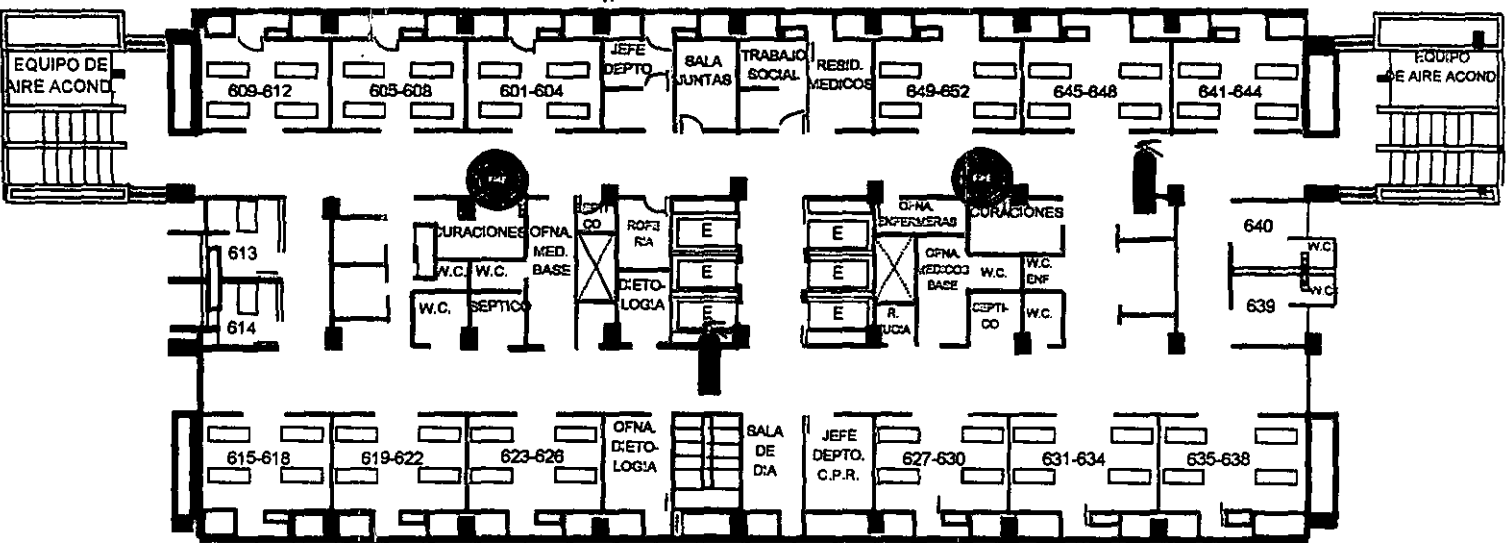 EQUIPO DE
AIRE ACOND
609-612
605-608
601-604
JEFE
DEPTO
SALA
JUNTAS
TRABAJO
SOCIAL
RESID.
MEDICOS
649-652
645-648
641-644
EQUIPO
DE AIRE ACOND
613
614
CURACIONES
W.C.
W.C.
W.C.
SEPTICO
OFNA.
MED.
BASE
DIETO-
LOGIA
E
E
E
E
E
E
OFNA.
ENFERMERAS
CURACIONES
OFNA.
MEDICOS
BASE
W.C.
W.C.
ENF
SEPTI-
CO
W.C.
640
W.C.
W.C.
639
615-618
619-622
623-626
OFNA.
DIETO-
LOGIA
SALA
DE
DIA
JEFE
DEPTO.
C.P.R.
627-630
631-634
635-638